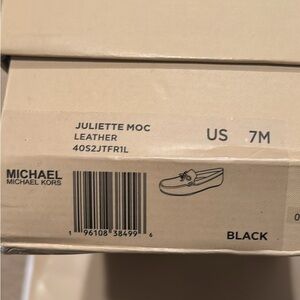 JULIETTE MOC
LEATHER
40S2JTFR1L
US 7M
MICHAEL
MICHAEL KORS
1 96108 38499 6
BLACK